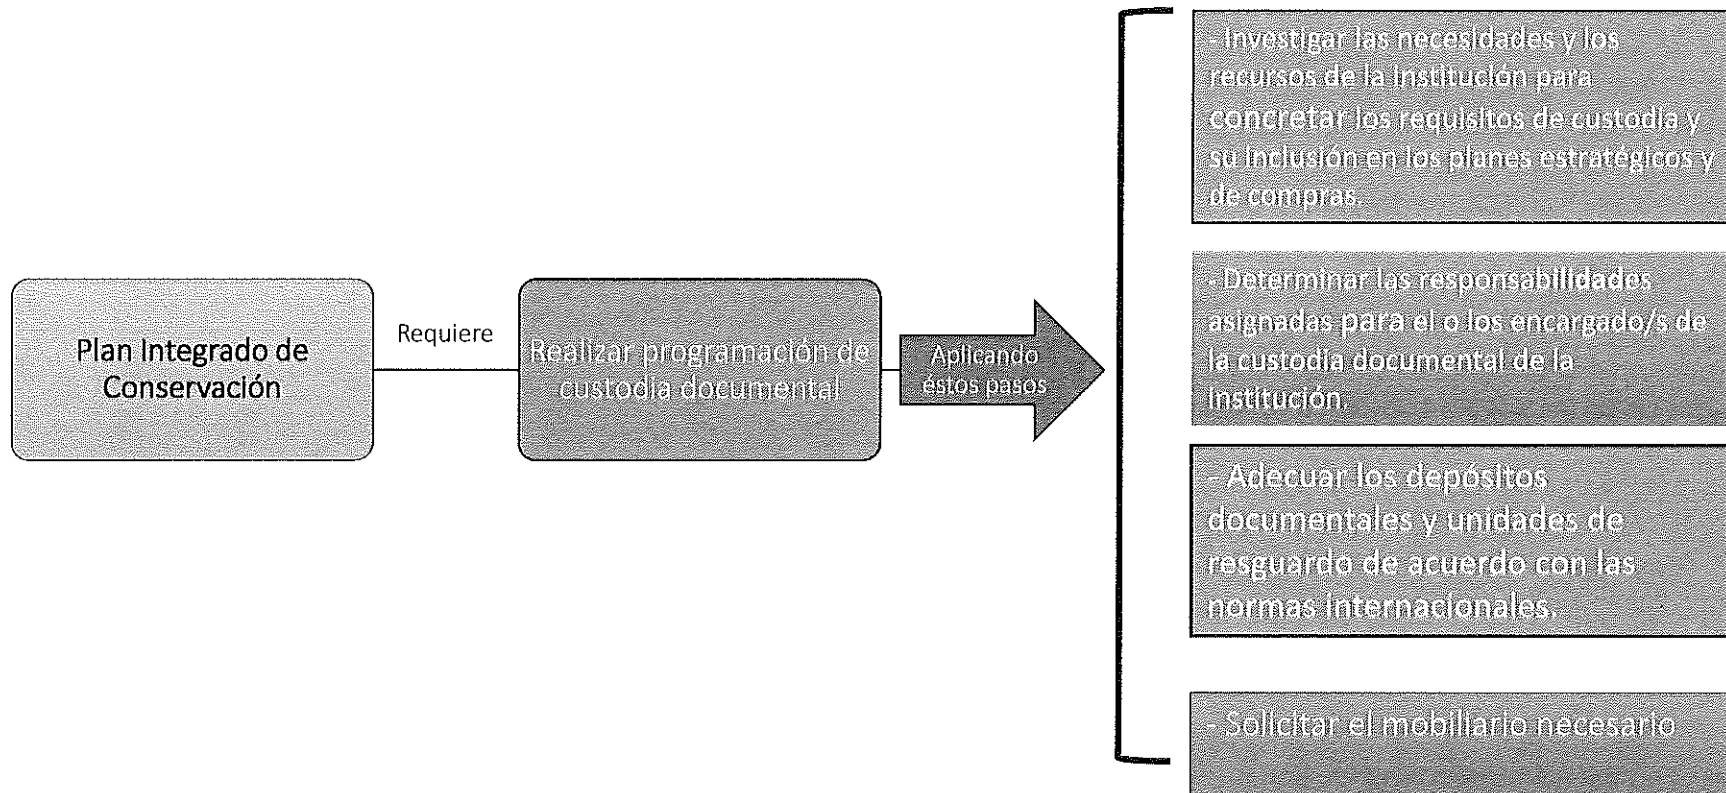 Plan Integrado de
Conservación
Requiere
Realizar programación de
custodia documental
Aplicando
éstos pasos
- Investigar las necesidades y los
recursos de la Institución para
concretar los requisitos de custodia y
su inclusión en los planes estratégicos y
de compras.
- Determinar las responsabilidades
asignadas para el o los encargado/s de
la custodia documental de la
Institución.
- Adecuar los depósitos
documentales y unidades de
resguardo de acuerdo con las
normas internacionales.
- Solicitar el mobiliario necesario